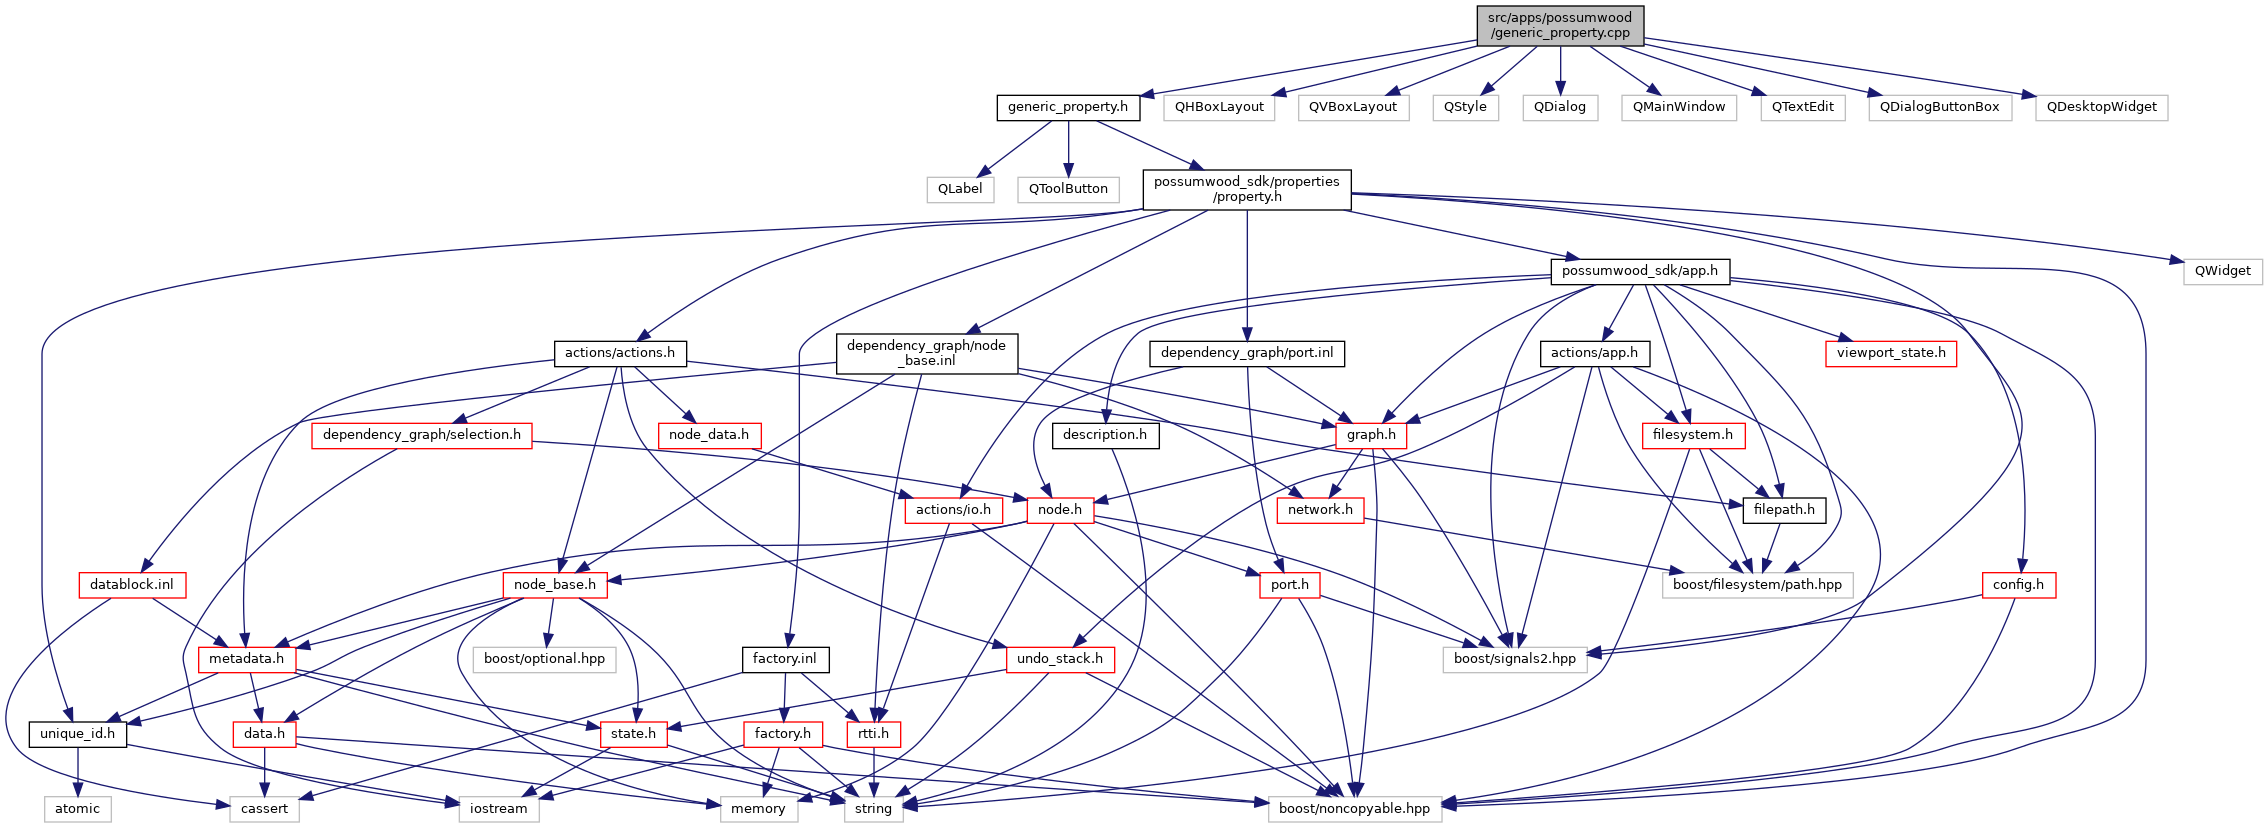 src/apps/possumwood
/generic_property.cpp
generic_property.h
QHBoxLayout
QVBoxLayout
QStyle
QDialog
QMainWindow
QTextEdit
QDialogButtonBox
QDesktopWidget
QLabel
QToolButton
possumwood_sdk/properties
/property.h
possumwood_sdk/app.h
QWidget
actions/actions.h
dependency_graph/node
_base.inl
dependency_graph/port.inl
actions/app.h
viewport_state.h
dependency_graph/selection.h
node_data.h
description.h
graph.h
filesystem.h
actions/io.h
node.h
network.h
filepath.h
datablock.inl
node_base.h
port.h
boost/filesystem/path.hpp
config.h
metadata.h
boost/optional.hpp
factory.inl
undo_stack.h
boost/signals2.hpp
unique_id.h
data.h
state.h
factory.h
rtti.h
atomic
cassert
iostream
memory
string
boost/noncopyable.hpp